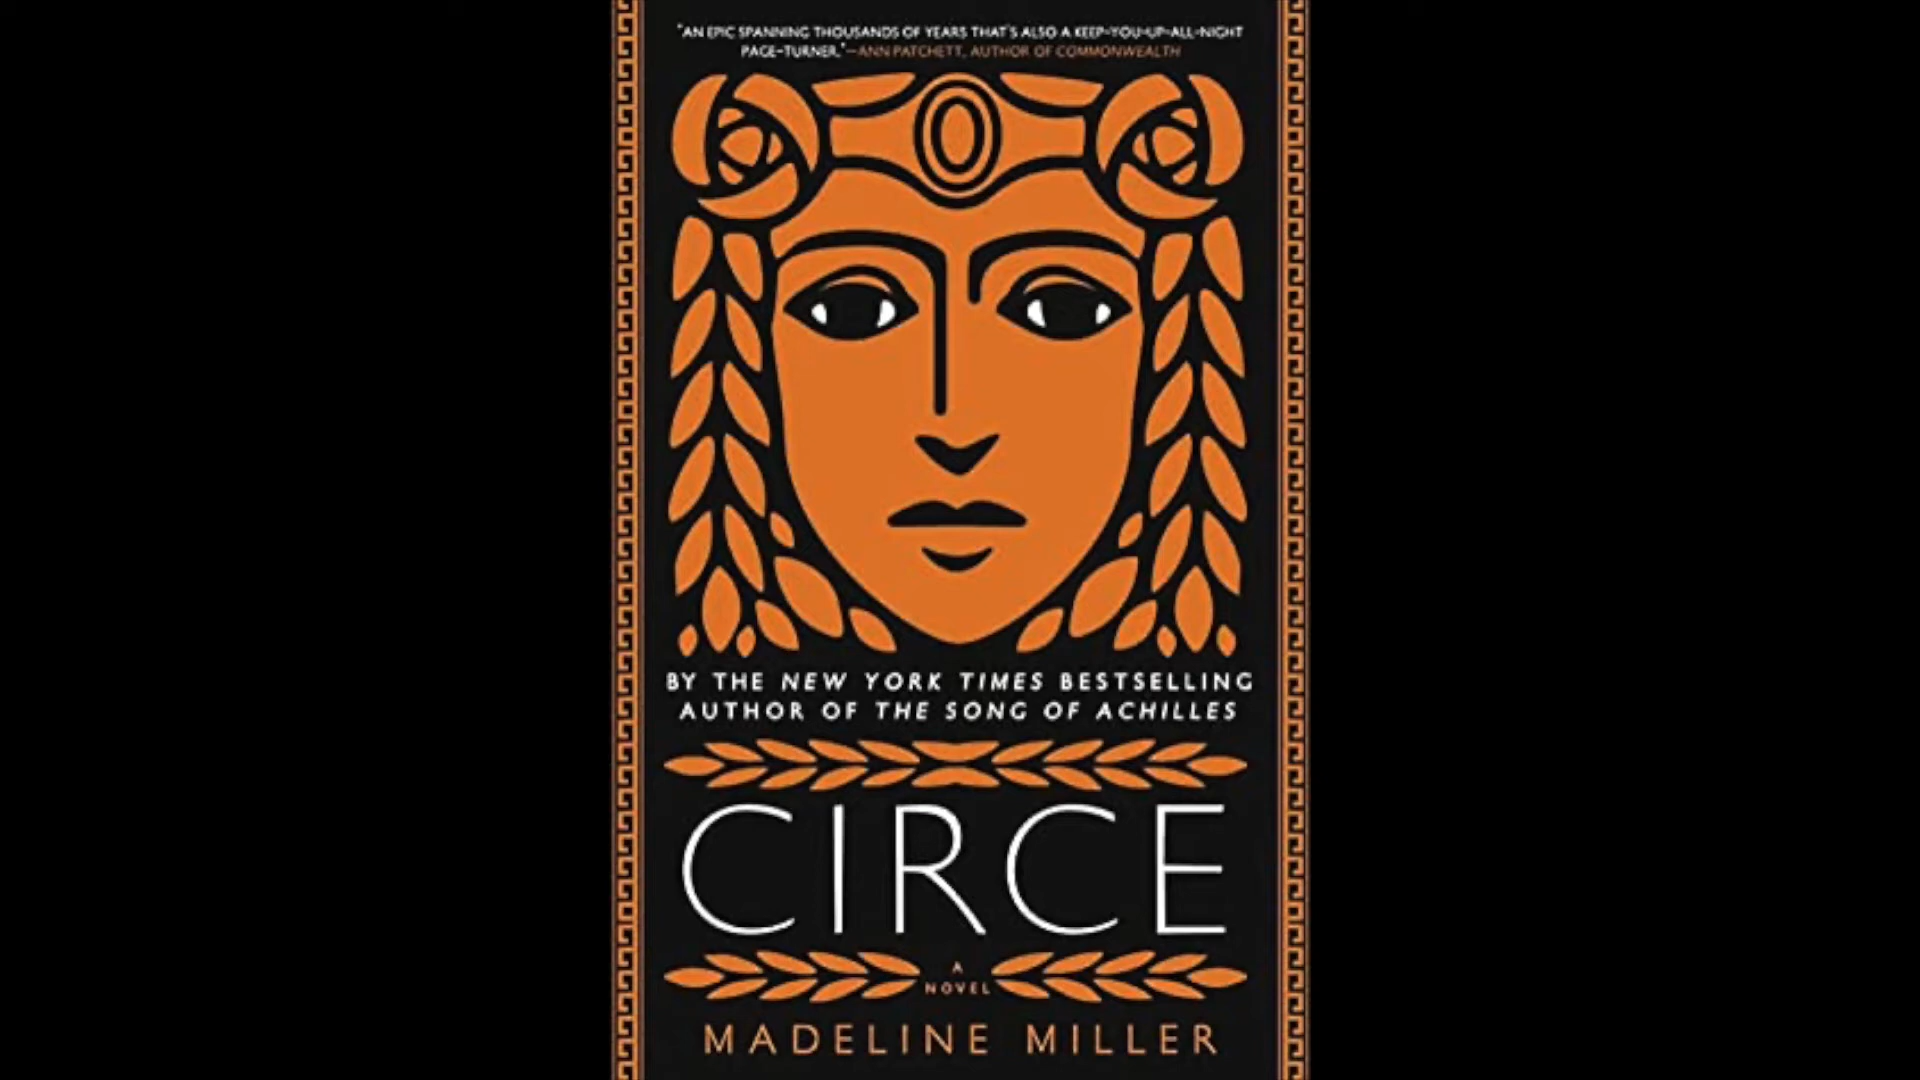 "AN EPIC SPANNING THOUSANDS OF YEARS THAT'S ALSO A KEEP-YOU-UP-ALL-NIGHT
PAGE-TURNER."—ANN PATCHETT, AUTHOR OF COMMONWEALTH
BY THE NEW YORK TIMES BESTSELLING
AUTHOR OF THE SONG OF ACHILLES
CIRCE
A
NOVEL
MADELINE MILLER